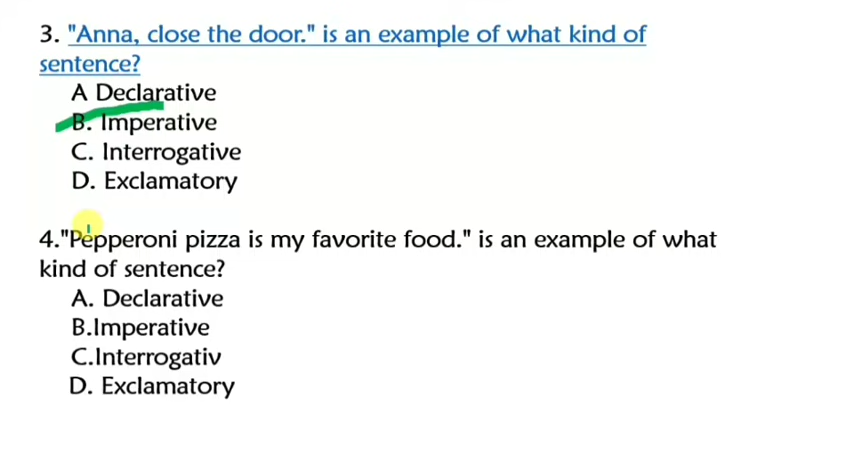 3. "Anna, close the door." is an example of what kind of
sentence?
A Declarative
B. Imperative
C. Interrogative
D. Exclamatory
4."Pepperoni pizza is my favorite food." is an example of what
kind of sentence?
A. Declarative
B.Imperative
C.Interrogativ
D. Exclamatory